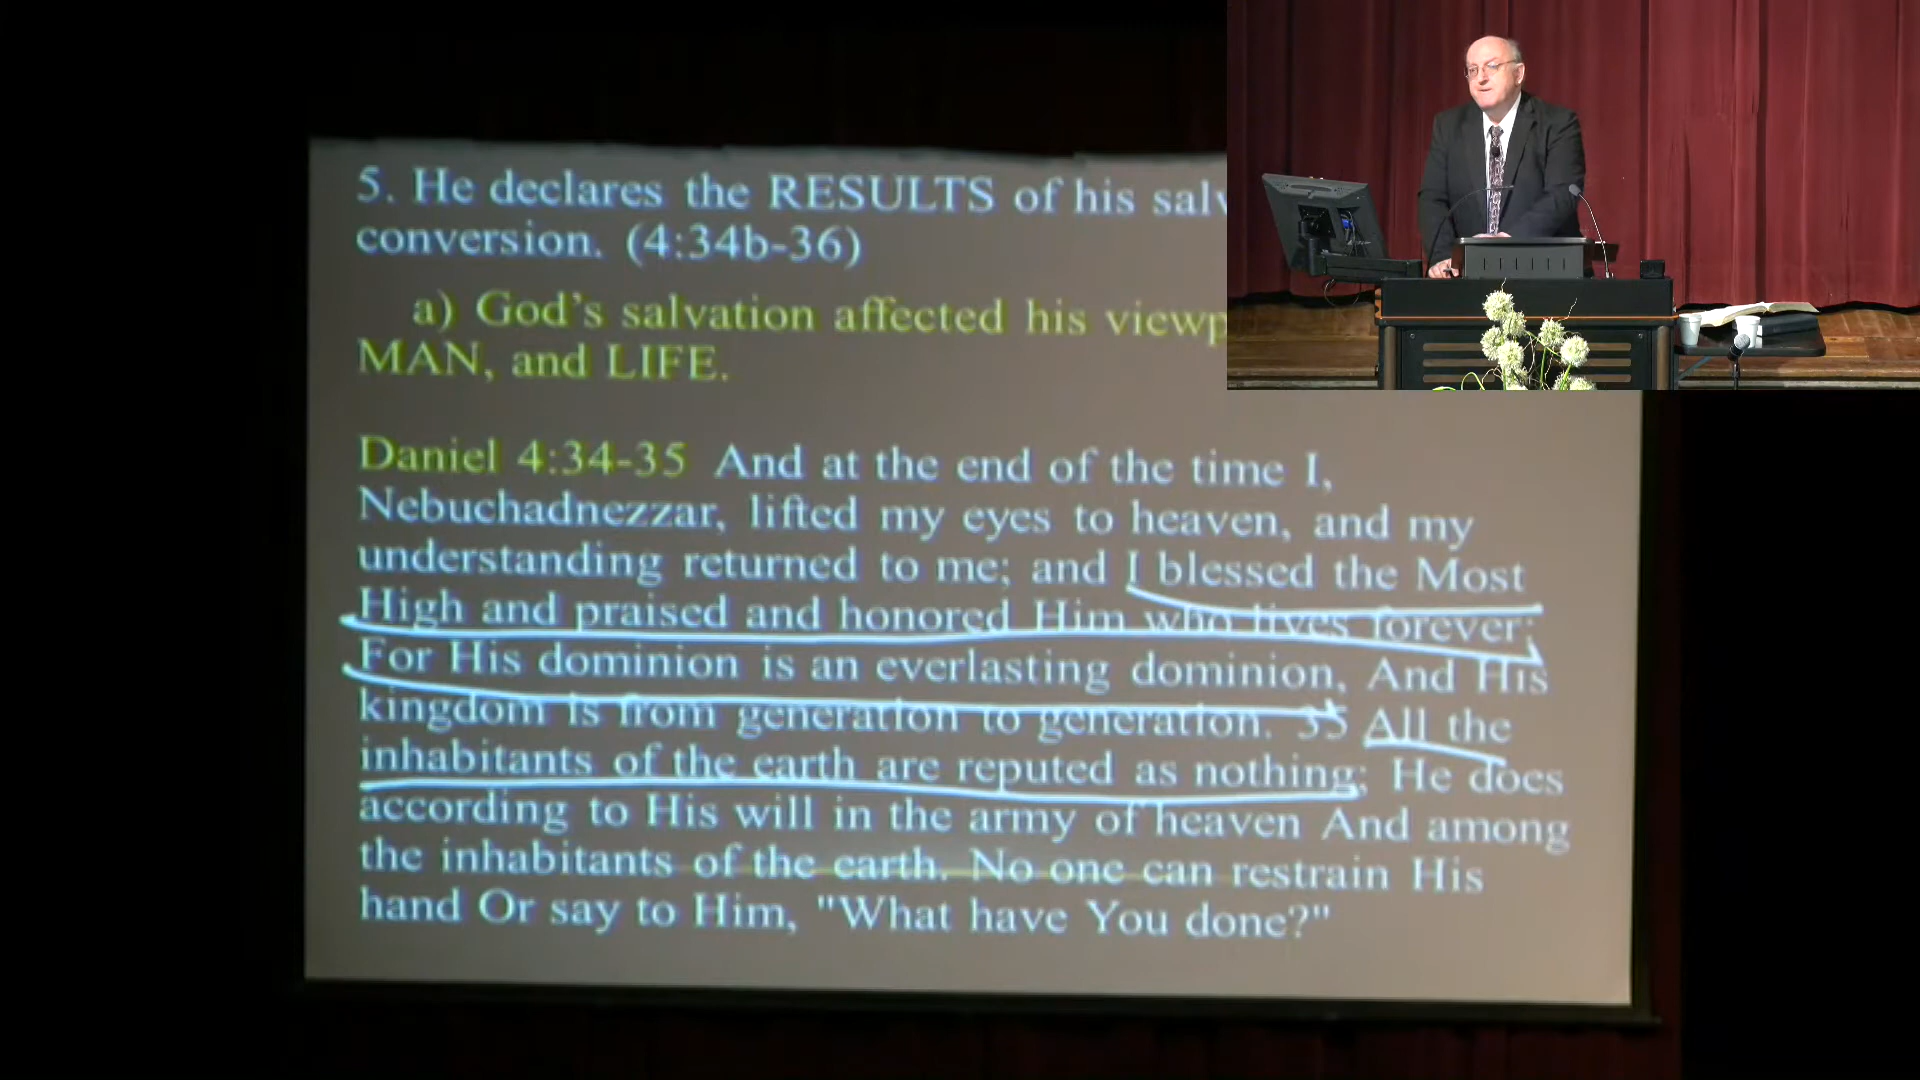 5. He declares the RESULTS of his
conversion. (4:34b-36)
a) God's salvation affected his
MAN, and LIFE.
Daniel 4:34-35 And at the end of the time I,
Nebuchadnezzar, lifted my eyes to heaven, and my
understanding returned to me; and I blessed the Most
High and praised and honored Him who lives forever:
For His dominion is an everlasting dominion, And His
kingdom is from generation to generation. 35 All the
inhabitants of the earth are reputed as nothing; He does
according to His will in the army of heaven And among
the inhabitants of the earth. No one can restrain His
hand Or say to Him, "What have You done?"